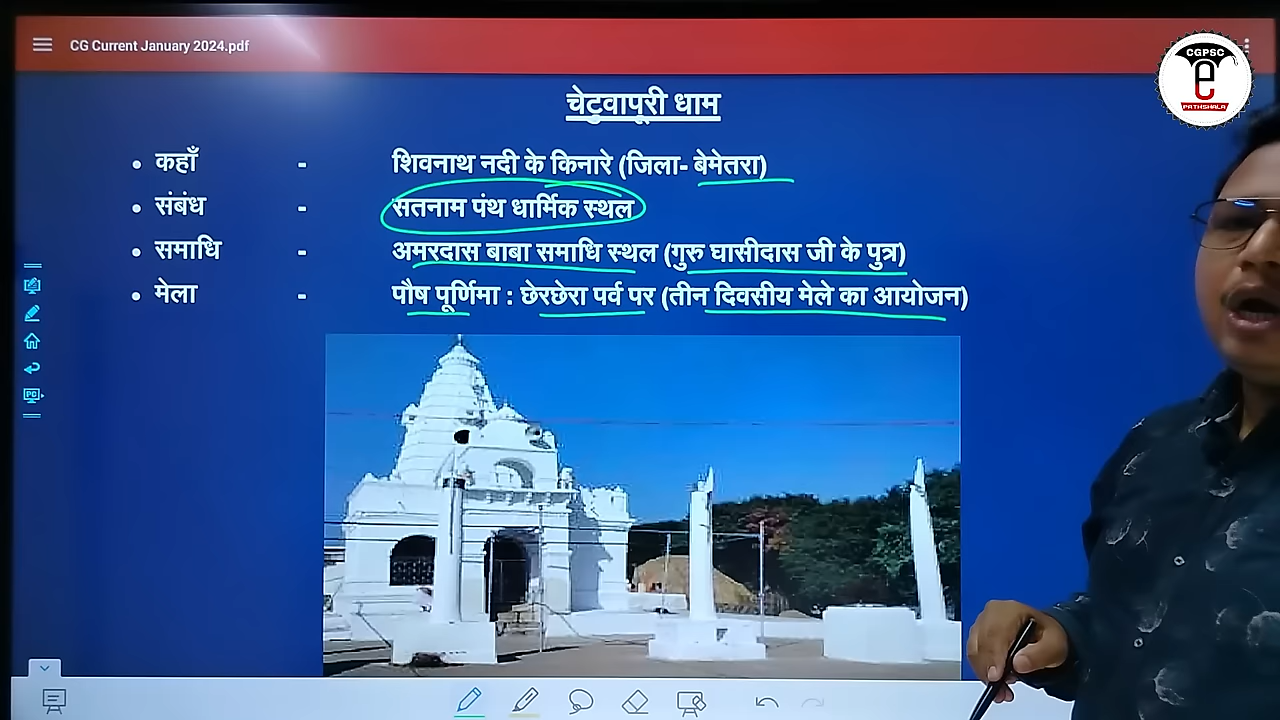 CG Current January 2024.pdf
CGPSC
e
PATHSHALA
चेटुवापूरी धाम
• कहाँ - शिवनाथ नदी के किनारे (जिला- बेमेतरा)
• संबंध - सतनाम पंथ धार्मिक स्थल
• समाधि - अमरदास बाबा समाधि स्थल (गुरु घासीदास जी के पुत्र)
• मेला - पौष पूर्णिमा : छेरछेरा पर्व पर (तीन दिवसीय मेले का आयोजन)